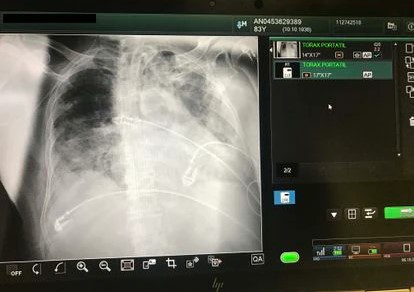 M
AN0453629389
112742518
83Y
(10 10 1936)
TORAX PORTATIL
14"X17"
AP
TORAX PORTATIL
17"X17"
AP
2/2
OFF
QA
hp